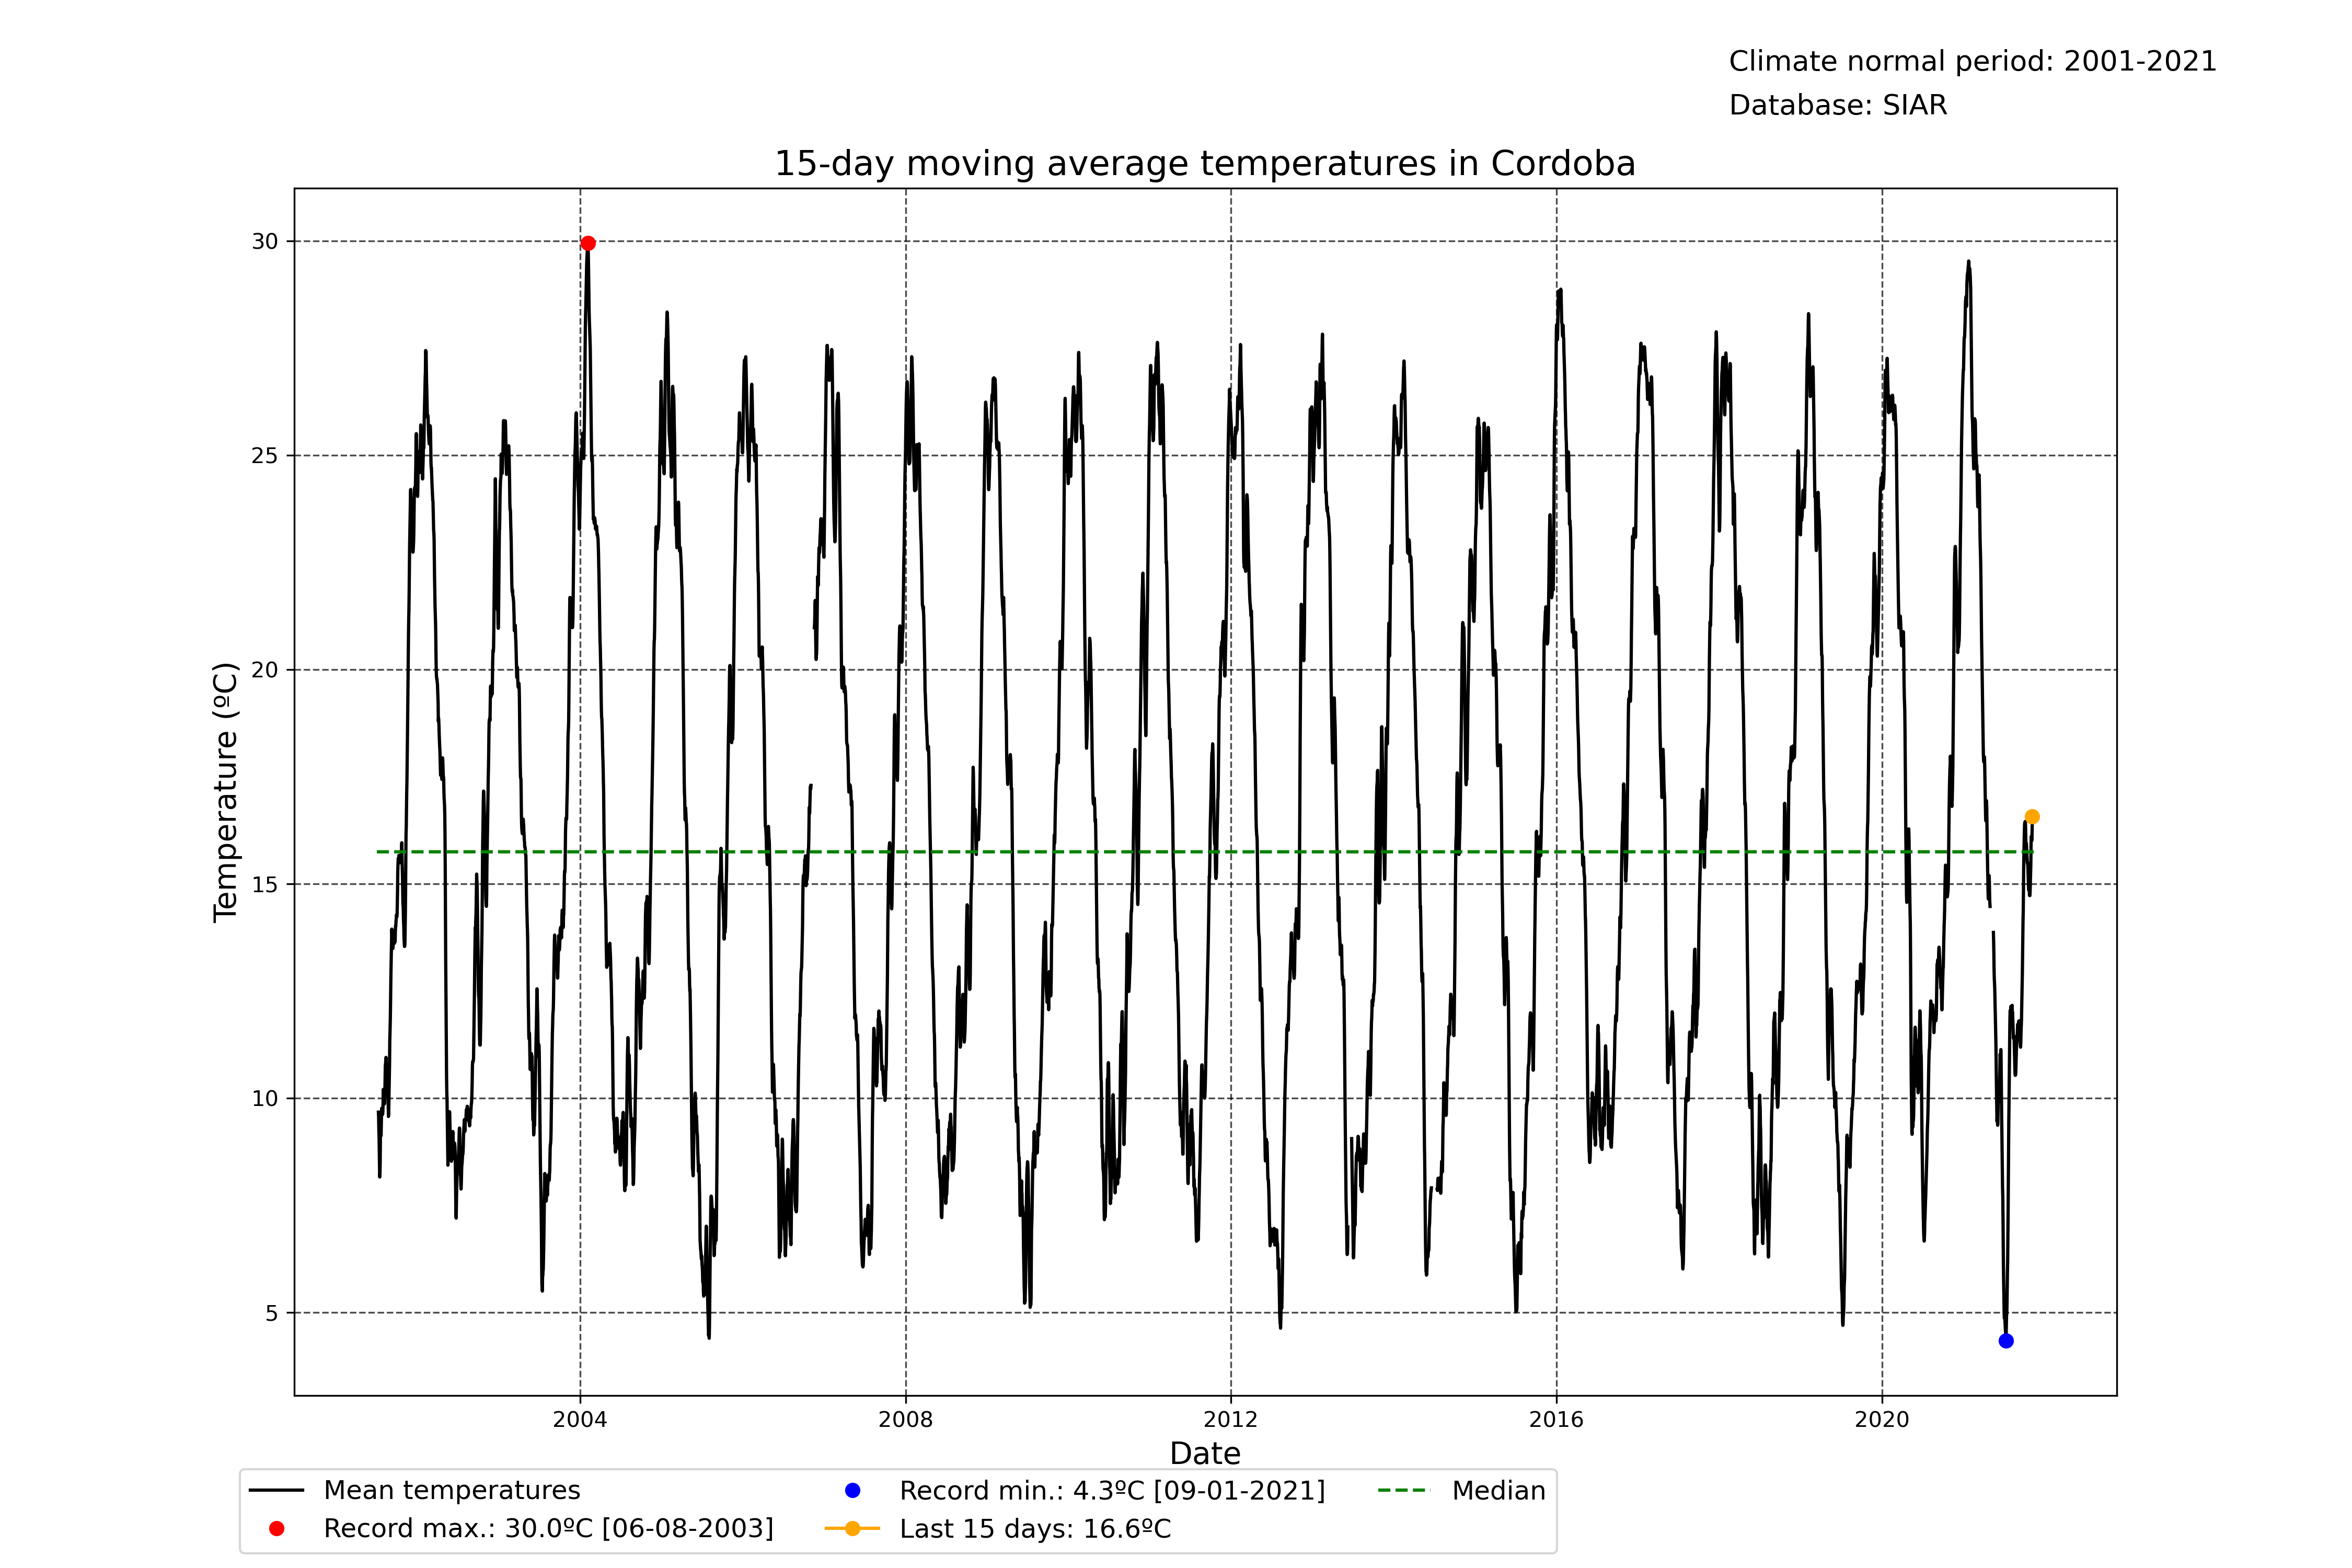 Climate normal period: 2001-2021
Database: SIAR
15-day moving average temperatures in Cordoba
Temperature (ºC)
30
25
20
15
10
5
2004 2008 2012 2016 2020
Date
Mean temperatures
Record max.: 30.0ºC [06-08-2003]
Record min.: 4.3ºC [09-01-2021]
Last 15 days: 16.6ºC
Median